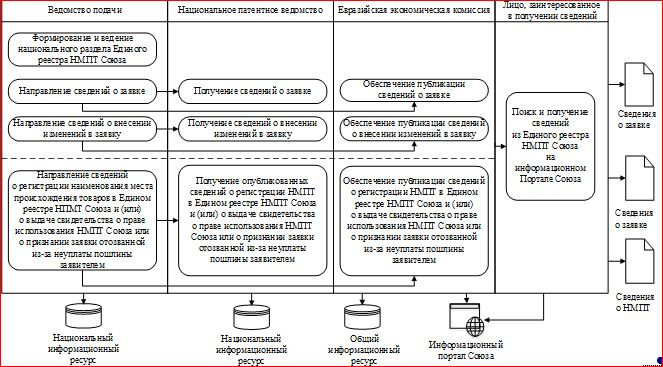 Ведомство подачи
Национальное патентное ведомство
Евразийская экономическая комиссия
Лицо, заинтересованное
в получении сведений
Формирование и ведение
национального раздела Единого
реестра НМПТ Союза
Направление сведений о заявке
Получение сведений о заявке
Обеспечение публикации
сведений о заявке
Направление сведений о внесении
изменений в заявку
Получение сведений о внесении
изменений в заявку
Обеспечение публикации сведений
о внесении изменений в заявку
Направление сведений
о регистрации наименования места
происхождения товаров в Едином
реестре НПМТ Союза и (или)
о выдаче свидетельства о праве
использования НМПТ Союза или
о признании заявки отозванной
из-за неуплаты пошлины
заявителем
Получение опубликованных
сведений о регистрации НМПТ
в Едином реестре НМПТ Союза
и (или) о выдаче свидетельства
о праве использования НМПТ
Союза или о признании заявки
отозванной из-за неуплаты
пошлины заявителем
Обеспечение публикации сведений
о регистрации НМПТ в Едином
реестре НМПТ Союза и (или)
о выдаче свидетельства о праве
использования НМПТ Союза или
о признании заявки отозванной
из-за неуплаты пошлины
заявителем
Поиск и получение
сведений
из Единого реестра
НМПТ Союза
на
информационном
Портале Союза
Сведения
о заявке
Сведения
о заявке
Сведения
о НМПТ
Национальный
информационный
ресурс
Национальный
информационный
ресурс
Общий
информационный
ресурс
Информационный
портал Союза